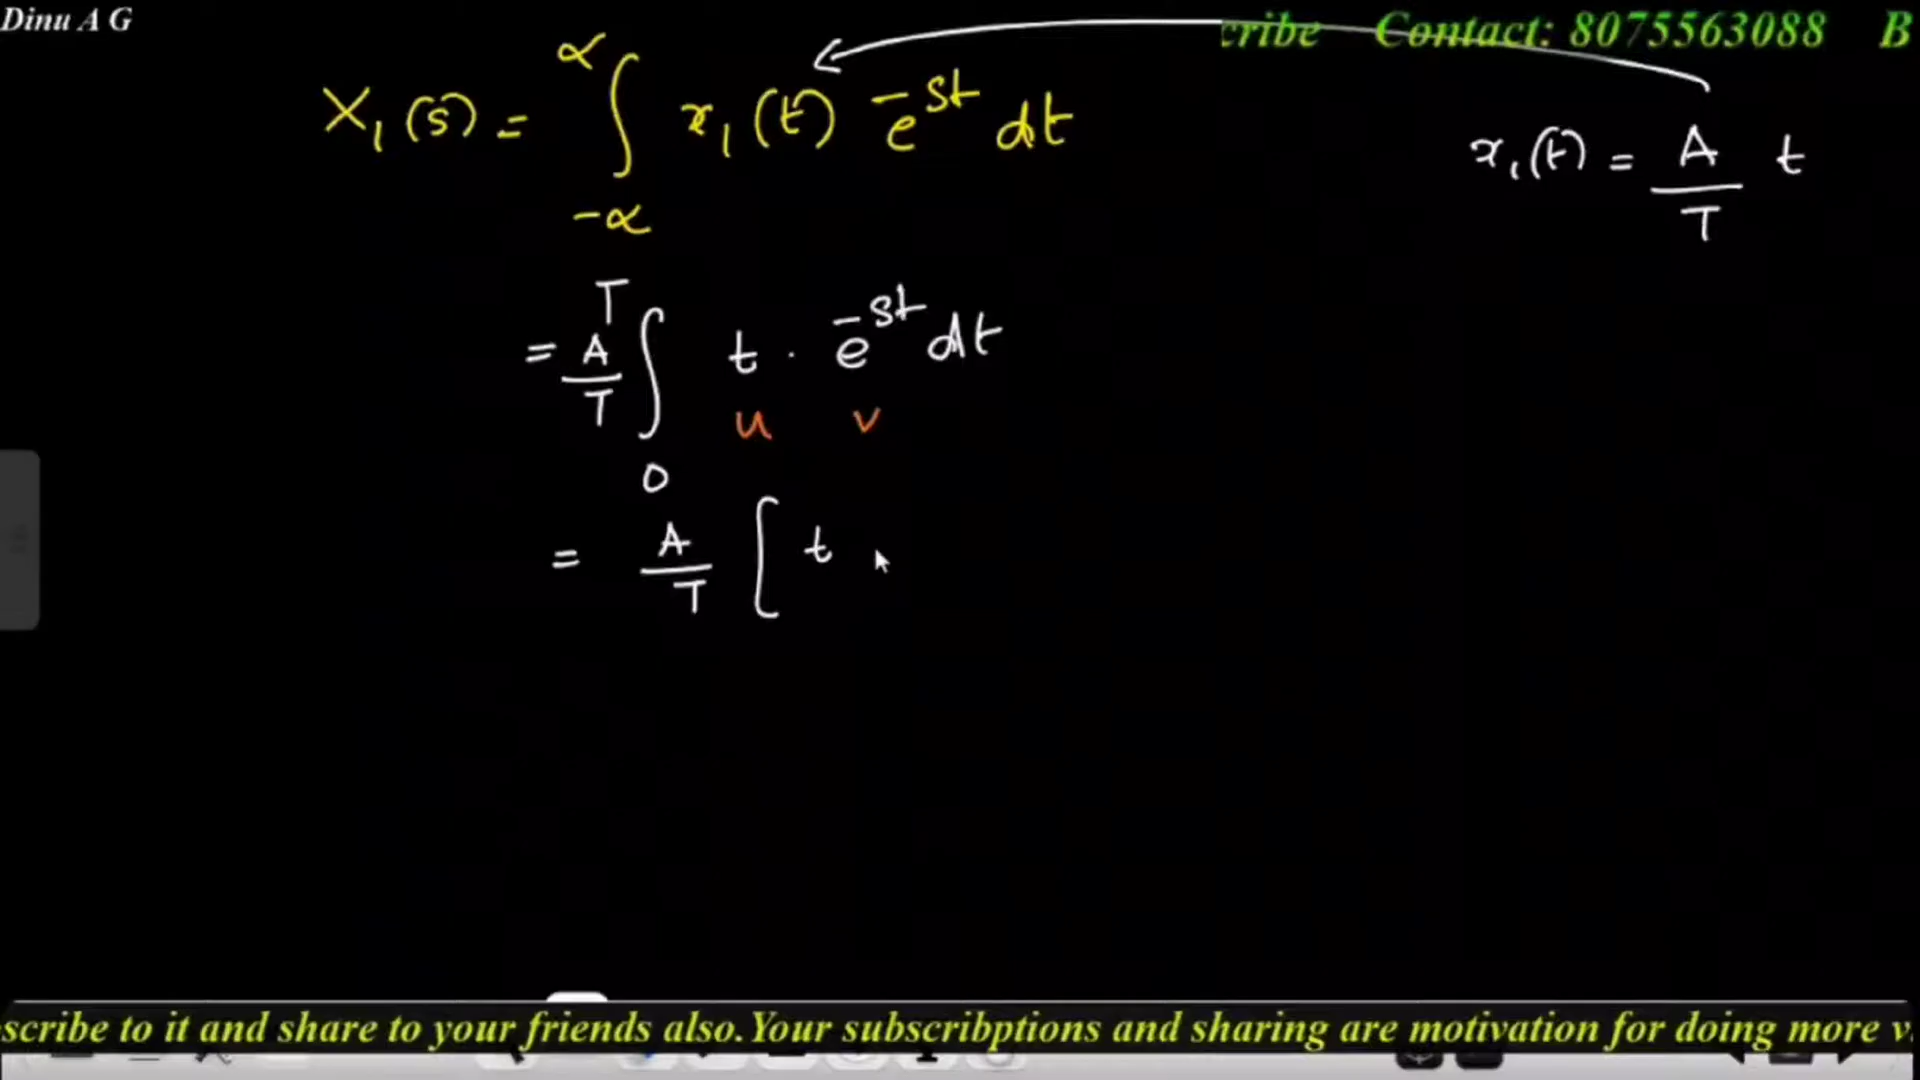 Dinu A G
cribe Contact: 8075563088 B
X₁(s) = ∫_{-∝}^{∝} x₁(t) e^{-st} dt
x₁(t) = A/T t
= A/T ∫_{0}^{T} t · e^{-st} dt
u v
= A/T [ t
scribe to it and share to your friends also.Your subscribptions and sharing are motivation for doing more v